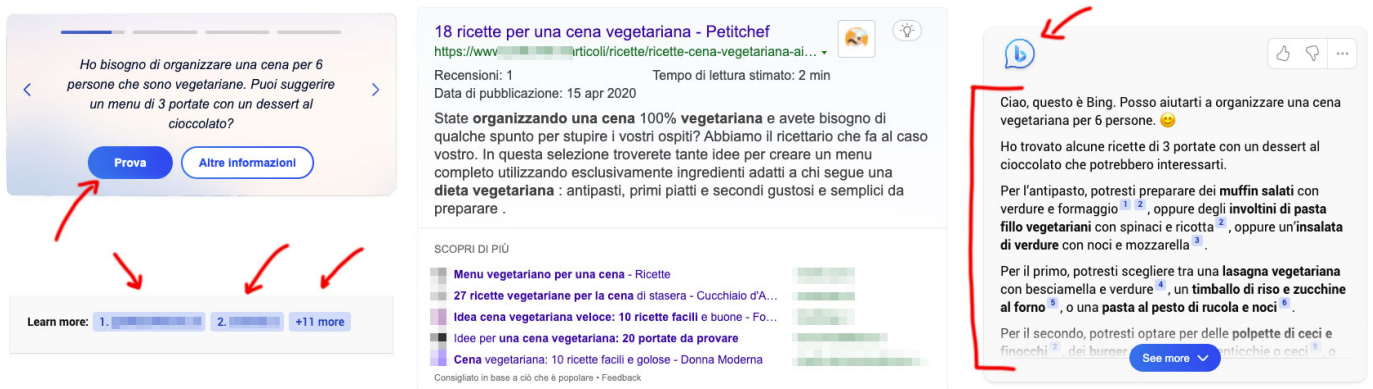 Ho bisogno di organizzare una cena per 6
persone che sono vegetariane. Puoi suggerire
un menu di 3 portate con un dessert al
cioccolato?
Prova
Altre informazioni
Learn more:
1.
2.
+11 more
18 ricette per una cena vegetariana - Petitchef
https://www rticoli/ricette/ricette-cena-vegetariana-ai...
Recensioni: 1
Tempo di lettura stimato: 2 min
Data di pubblicazione: 15 apr 2020
State organizzando una cena 100% vegetariana e avete bisogno di
qualche spunto per stupire i vostri ospiti? Abbiamo il ricettario che fa al caso
vostro. In questa selezione troverete tante idee per creare un menu
completo utilizzando esclusivamente ingredienti adatti a chi segue una
dieta vegetariana : antipasti, primi piatti e secondi gustosi e semplici da
preparare .
SCOPRI DI PIÙ
Menu vegetariano per una cena - Ricette
27 ricette vegetariane per la cena di stasera - Cucchiaio d'A...
Idea cena vegetariana veloce: 10 ricette facili e buone - Fo...
Idee per una cena vegetariana: 20 portate da provare
Cena vegetariana: 10 ricette facili e golose - Donna Moderna
Consigliato in base a ciò che è popolare • Feedback
b
Ciao, questo è Bing. Posso aiutarti a organizzare una cena
vegetariana per 6 persone. 😊
Ho trovato alcune ricette di 3 portate con un dessert al
cioccolato che potrebbero interessarti.
Per l'antipasto, potresti preparare dei muffin salati con
verdure e formaggio 1 2 , oppure degli involtini di pasta
fillo vegetariani con spinaci e ricotta 2 , oppure un'insalata
di verdure con noci e mozzarella 3 .
Per il primo, potresti scegliere tra una lasagna vegetariana
con besciamella e verdure 4 , un timballo di riso e zucchine
al forno 5 , o una pasta al pesto di rucola e noci 6 .
Per il secondo, potresti optare per delle polpette di ceci e
finocchi 7 , dei burger enticchie o ceci 5 , o
See more